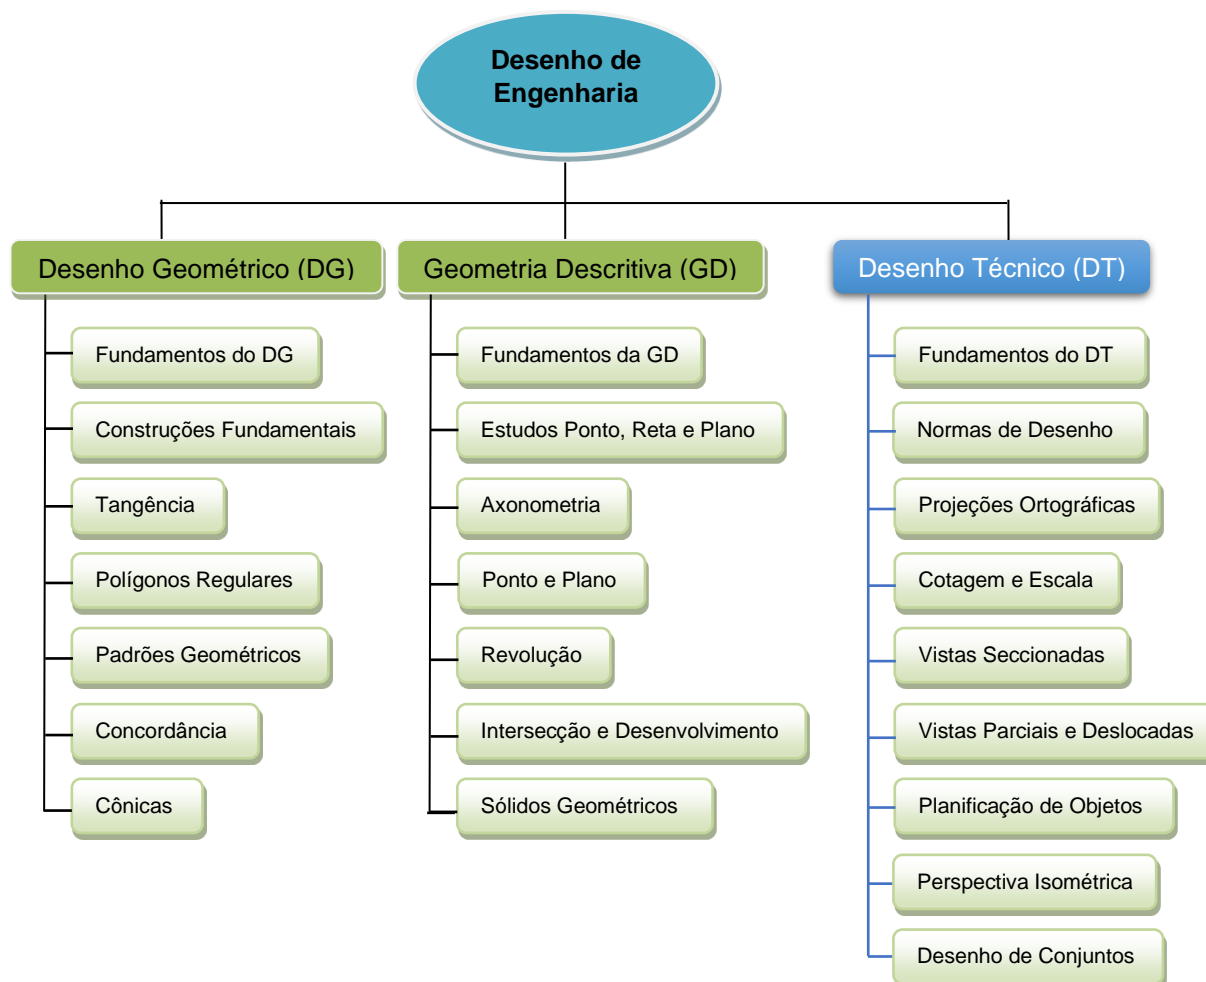 Desenho de
Engenharia
Desenho Geométrico (DG)
Fundamentos do DG
Construções Fundamentais
Tangência
Polígonos Regulares
Padrões Geométricos
Concordância
Cônicas
Geometria Descritiva (GD)
Fundamentos da GD
Estudos Ponto, Reta e Plano
Axonometria
Ponto e Plano
Revolução
Intersecção e Desenvolvimento
Sólidos Geométricos
Desenho Técnico (DT)
Fundamentos do DT
Normas de Desenho
Projeções Ortográficas
Cotagem e Escala
Vistas Seccionadas
Vistas Parciais e Deslocadas
Planificação de Objetos
Perspectiva Isométrica
Desenho de Conjuntos